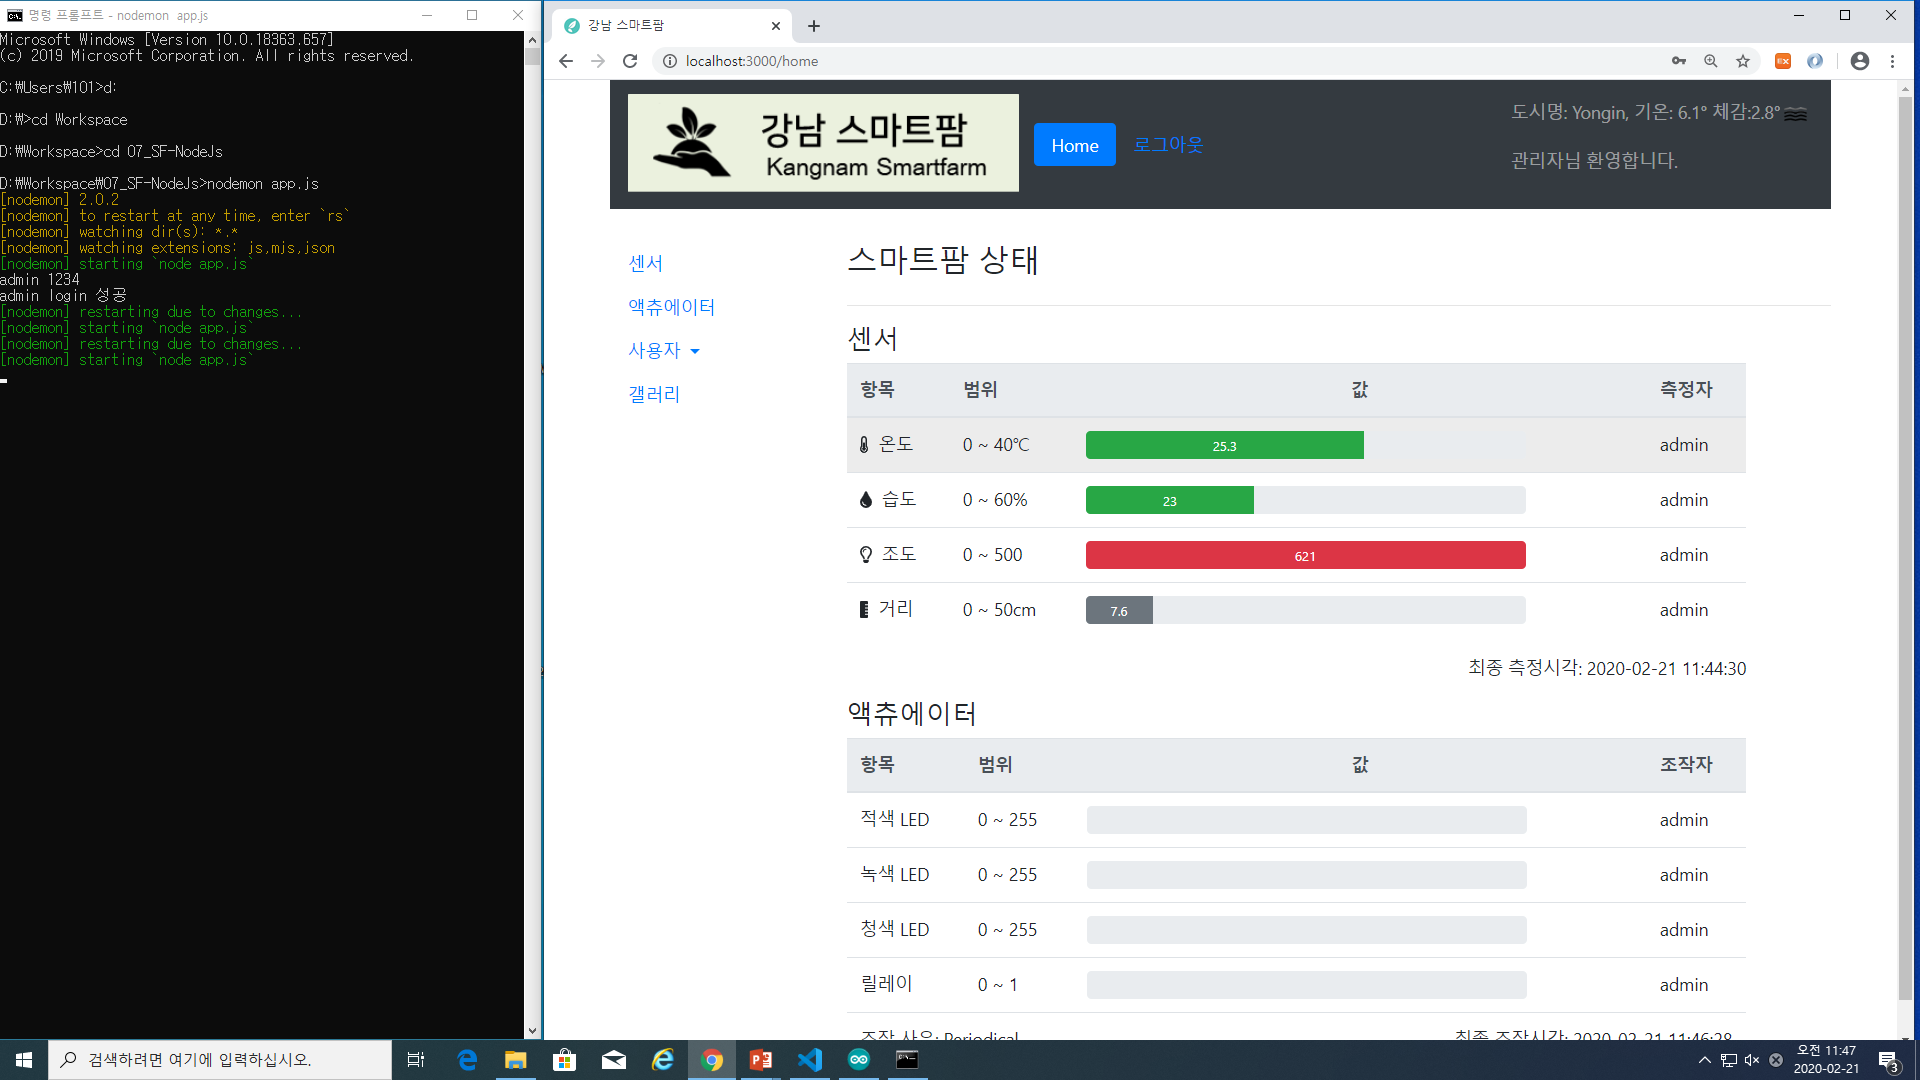 명령 프롬프트 - nodemon  app.js
Microsoft Windows [Version 10.0.18363.657]
(c) 2019 Microsoft Corporation. All rights reserved.
C:₩Users₩101>d:
D:₩>cd Workspace
D:₩Workspace>cd 07_SF-NodeJs
D:₩Workspace₩07_SF-NodeJs>nodemon app.js
[nodemon] 2.0.2
[nodemon] to restart at any time, enter `rs`
[nodemon] watching dir(s): *.*
[nodemon] watching extensions: js,mjs,json
[nodemon] starting `node app.js`
admin 1234
admin login 성공
[nodemon] restarting due to changes...
[nodemon] starting `node app.js`
[nodemon] restarting due to changes...
[nodemon] starting `node app.js`
강남 스마트팜
localhost:3000/home
강남 스마트팜
Kangnam Smartfarm
Home 로그아웃
도시명: Yongin, 기온: 6.1° 체감:2.8°
관리자님 환영합니다.
센서
액츄에이터
사용자
갤러리
스마트팜 상태
센서
항목 범위 값 측정자
온도 0 ~ 40℃ 25.3 admin
습도 0 ~ 60% 23 admin
조도 0 ~ 500 621 admin
거리 0 ~ 50cm 7.6 admin
최종 측정시각: 2020-02-21 11:44:30
액츄에이터
항목 범위 값 조작자
적색 LED 0 ~ 255 admin
녹색 LED 0 ~ 255 admin
청색 LED 0 ~ 255 admin
릴레이 0 ~ 1 admin
조작 사유: Periodical 최종 조작시각: 2020-02-21 11:46:28
검색하려면 여기에 입력하십시오.
오전 11:47
2020-02-21
3